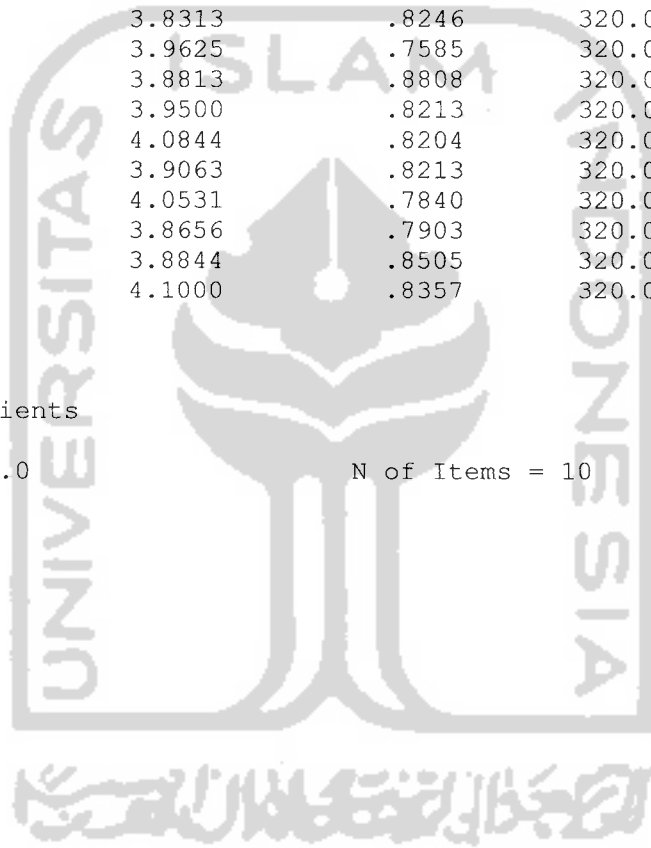 3.8313 .8246 320.0
3.9625 .7585 320.0
3.8813 .8808 320.0
3.9500 .8213 320.0
4.0844 .8204 320.0
3.9063 .8213 320.0
4.0531 .7840 320.0
3.8656 .7903 320.0
3.8844 .8505 320.0
4.1000 .8357 320.0
ients
.0 N of Items = 10
UNIVERSITAS
ISLAM
INDONESIA